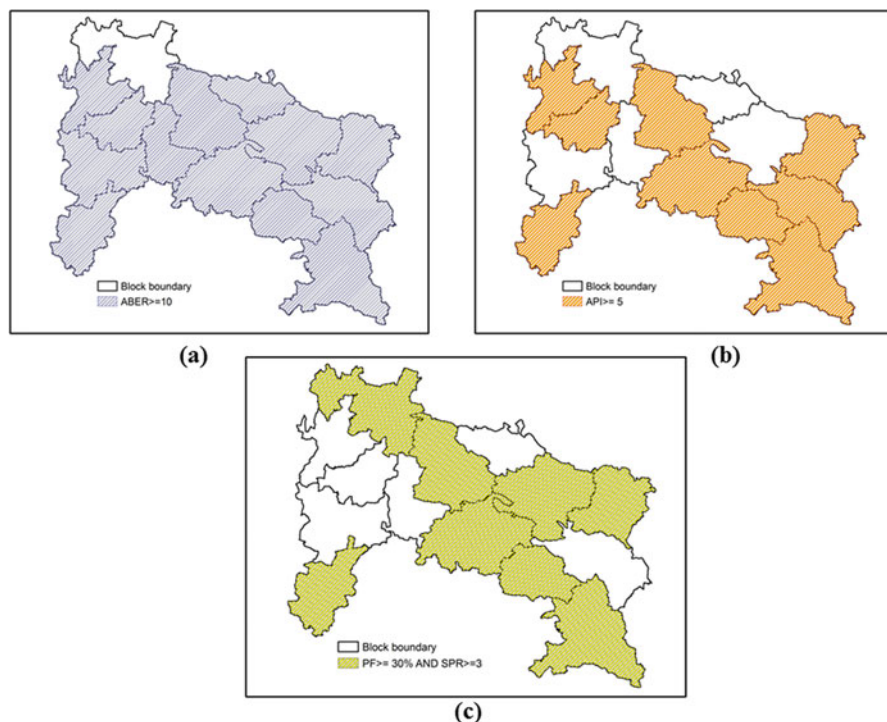 Block boundary
ABER>=10
(a)
Block boundary
API>= 5
(b)
Block boundary
PF>= 30% AND SPR>=3
(c)